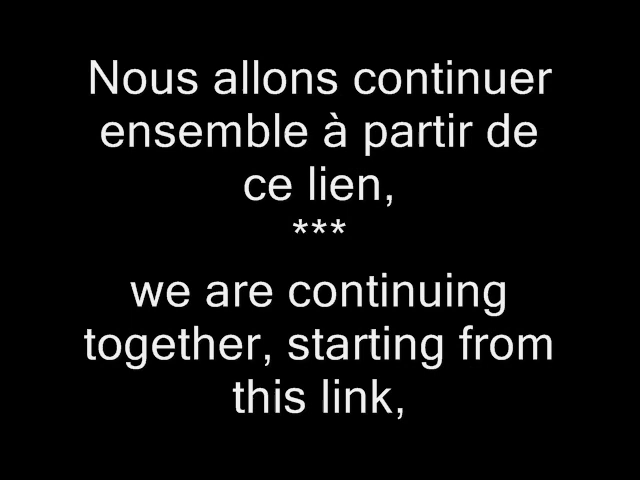 Nous allons continuer
ensemble à partir de
ce lien,
***
we are continuing
together, starting from
this link,